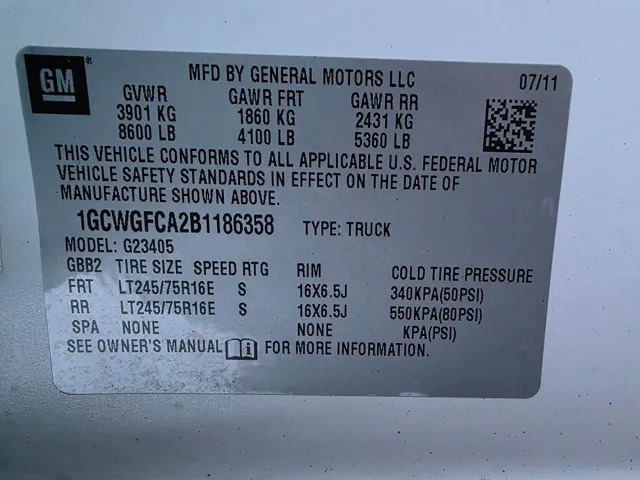 GM ®
MFD BY GENERAL MOTORS LLC 07/11
GVWR GAWR FRT GAWR RR
3901 KG 1860 KG 2431 KG
8600 LB 4100 LB 5360 LB
THIS VEHICLE CONFORMS TO ALL APPLICABLE U.S. FEDERAL MOTOR
VEHICLE SAFETY STANDARDS IN EFFECT ON THE DATE OF
MANUFACTURE SHOWN ABOVE.
1GCWGFCA2B1186358 TYPE: TRUCK
MODEL: G23405
GBB2 TIRE SIZE SPEED RTG RIM COLD TIRE PRESSURE
FRT LT245/75R16E S 16X6.5J 340KPA(50PSI)
RR LT245/75R16E S 16X6.5J 550KPA(80PSI)
SPA NONE NONE KPA(PSI)
SEE OWNER'S MANUAL i FOR MORE INFORMATION.